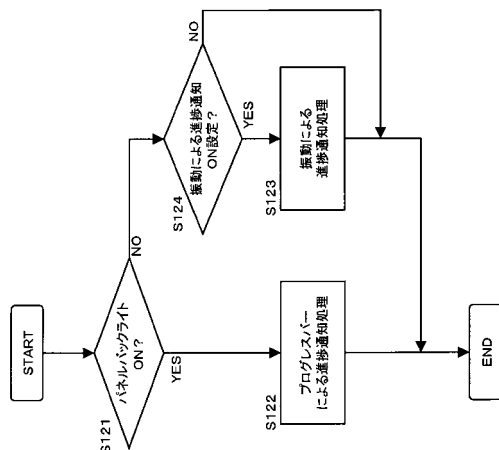 START
S121
パネルバックライト
ON？
NO
YES
S124
振動による進捗通知
ON設定？
NO
YES
S122
プログレスバー
による進捗通知処理
S123
振動による
進捗通知処理
END